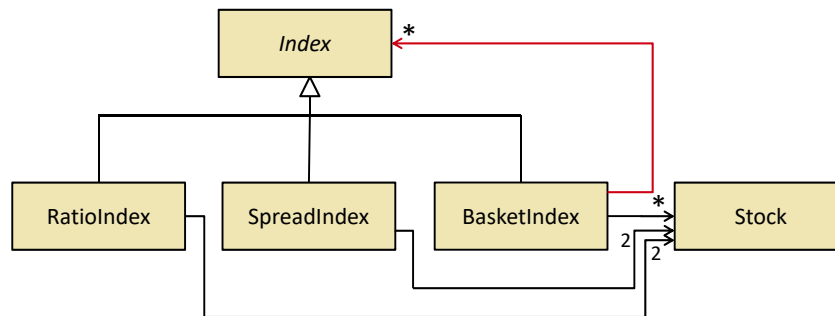 Index
*
RatioIndex
SpreadIndex
BasketIndex
*
Stock
2
2